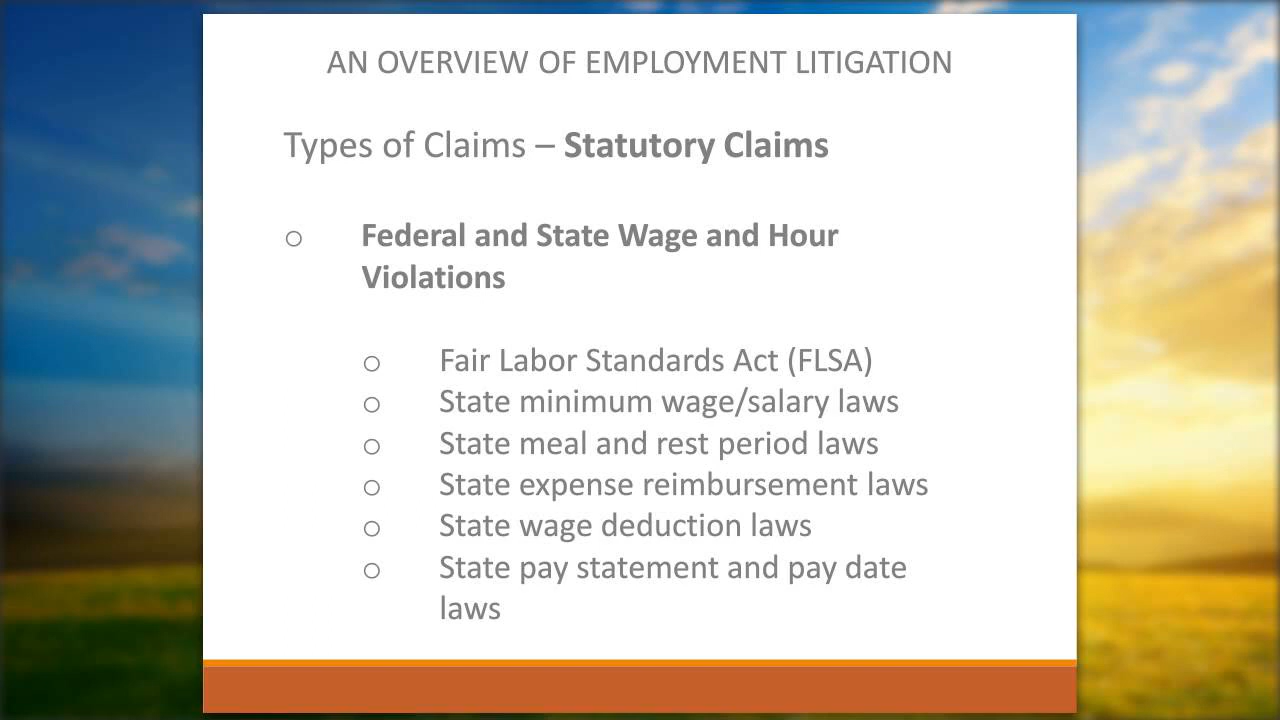 AN OVERVIEW OF EMPLOYMENT LITIGATION
Types of Claims – Statutory Claims
o Federal and State Wage and Hour
Violations
o Fair Labor Standards Act (FLSA)
o State minimum wage/salary laws
o State meal and rest period laws
o State expense reimbursement laws
o State wage deduction laws
o State pay statement and pay date
laws